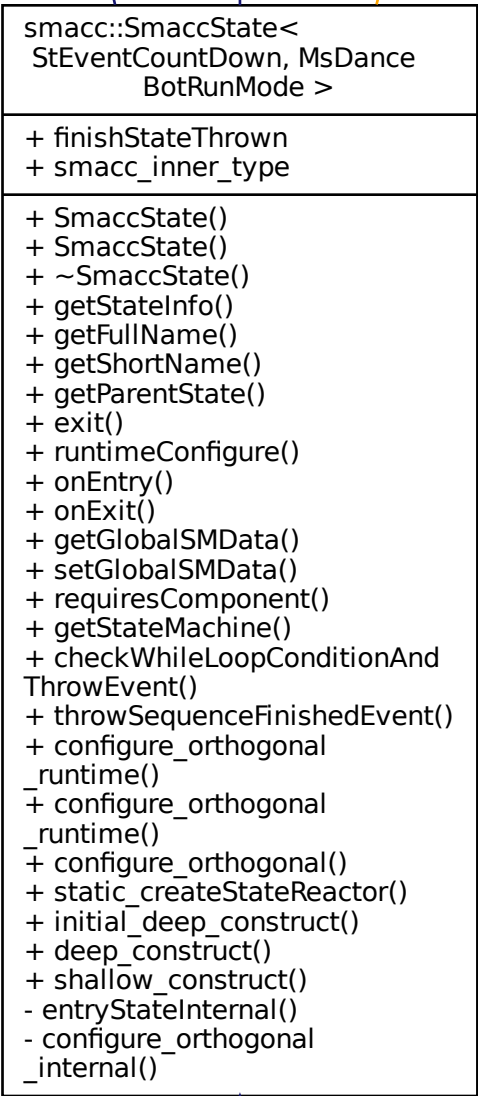 smacc::SmaccState<
StEventCountDown, MsDance
BotRunMode >
+ finishStateThrown
+ smacc_inner_type
+ SmaccState()
+ SmaccState()
+ ~SmaccState()
+ getStateInfo()
+ getFullName()
+ getShortName()
+ getParentState()
+ exit()
+ runtimeConfigure()
+ onEntry()
+ onExit()
+ getGlobalSMData()
+ setGlobalSMData()
+ requiresComponent()
+ getStateMachine()
+ checkWhileLoopConditionAnd
ThrowEvent()
+ throwSequenceFinishedEvent()
+ configure_orthogonal
_runtime()
+ configure_orthogonal
_runtime()
+ configure_orthogonal()
+ static_createStateReactor()
+ initial_deep_construct()
+ deep_construct()
+ shallow_construct()
- entryStateInternal()
- configure_orthogonal
_internal()